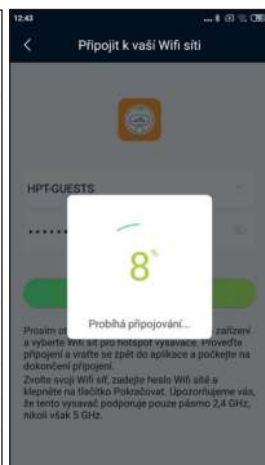 12:43
Připojit k vaší Wifi síti
HPT-GUESTS
8%
Probíhá připojování...
Prosím zařízení
a vyberte Wifi síť pro hotspot vysavače. Proveďte
připojení a vraťte se zpět do aplikace a počkejte na
dokončení připojení.
Zvolte svoji Wifi síť, zadejte heslo Wifi sítě a
klepněte na tlačítko Pokračovat. Upozorňujeme vás,
že tento vysavač podporuje pouze pásmo 2,4 GHz,
nikoli však 5 GHz.